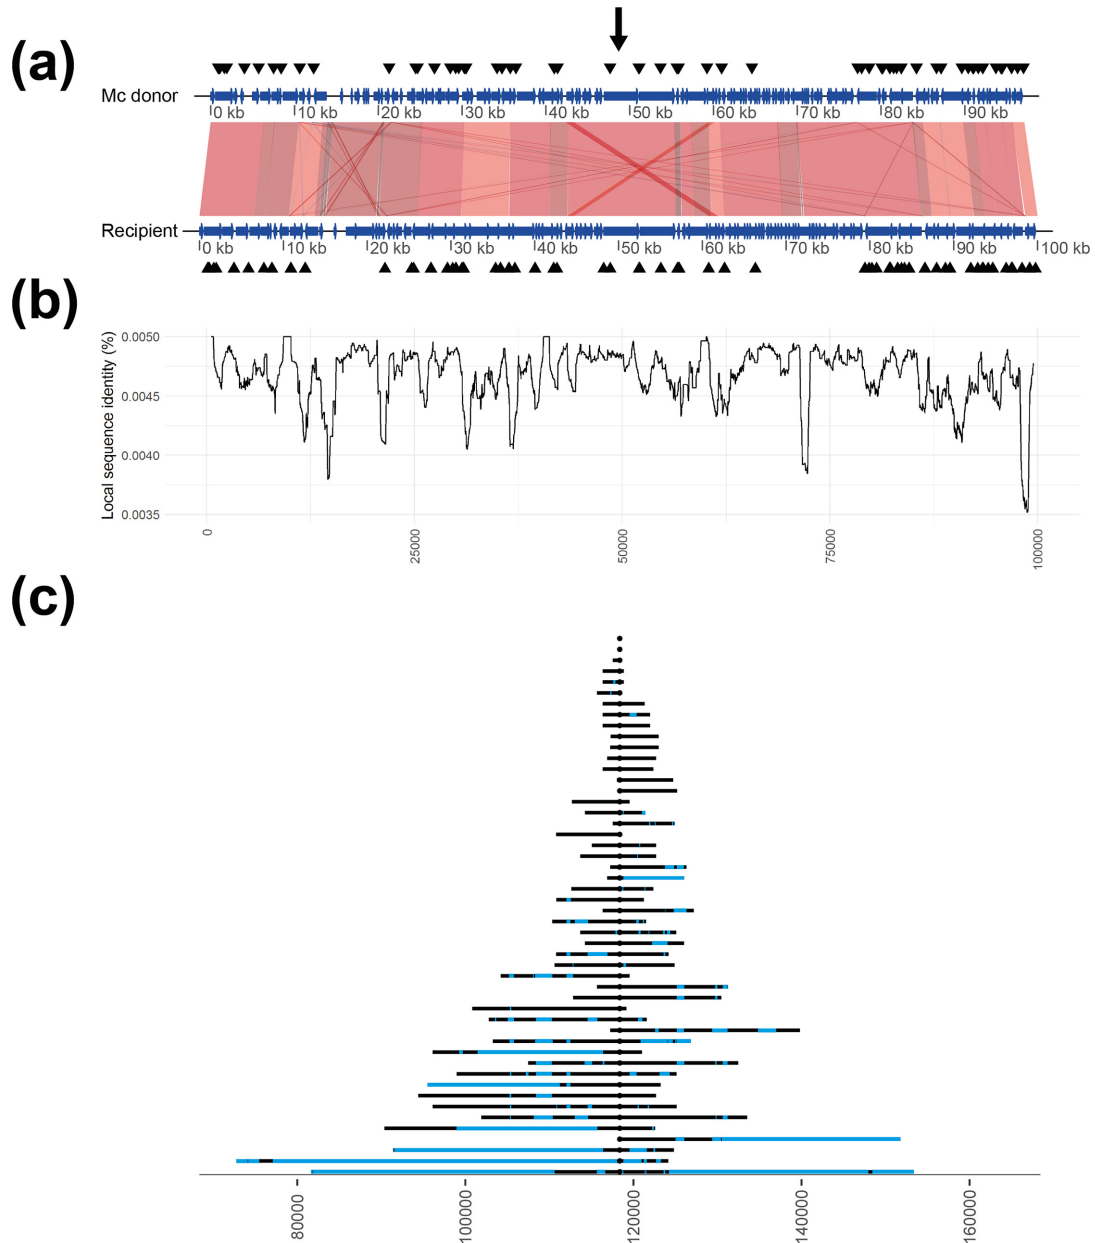 (a)
Mc donor
0 kb 10 kb 20 kb 30 kb 40 kb 50 kb 60 kb 70 kb 80 kb 90 kb
Recipient
0 kb 10 kb 20 kb 30 kb 40 kb 50 kb 60 kb 70 kb 80 kb 90 kb 100 kb
(b)
Local sequence identity (%)
0.0050
0.0045
0.0040
0.0035
0 25000 50000 75000 100000
(c)
80000 100000 120000 140000 160000